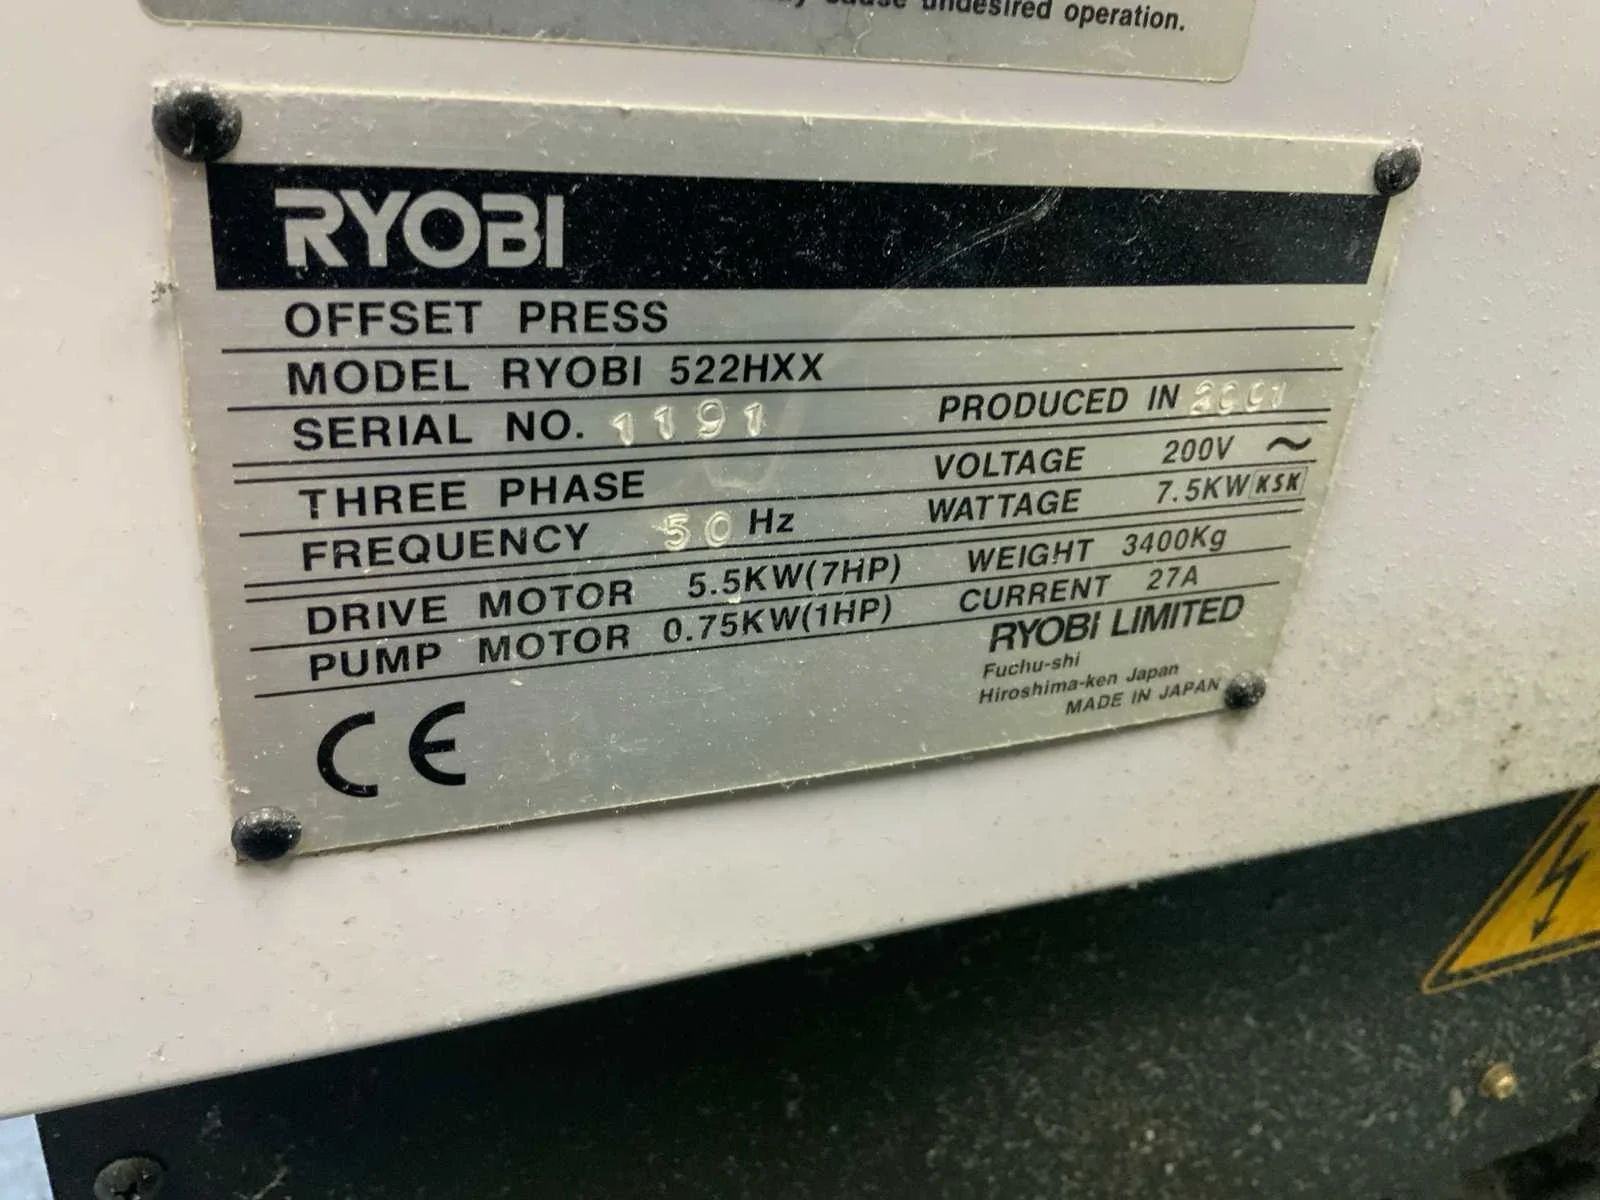 cause undesired operation.
RYOBI
OFFSET PRESS
MODEL RYOBI 522HXX
SERIAL NO. 1191 PRODUCED IN 2001
THREE PHASE VOLTAGE 200V ~
FREQUENCY 50 Hz WATTAGE 7.5KW KSK
DRIVE MOTOR 5.5KW(7HP) WEIGHT 3400Kg
PUMP MOTOR 0.75KW(1HP) CURRENT 27A
RYOBI LIMITED
Fuchu-shi
Hiroshima-ken Japan
MADE IN JAPAN
CE